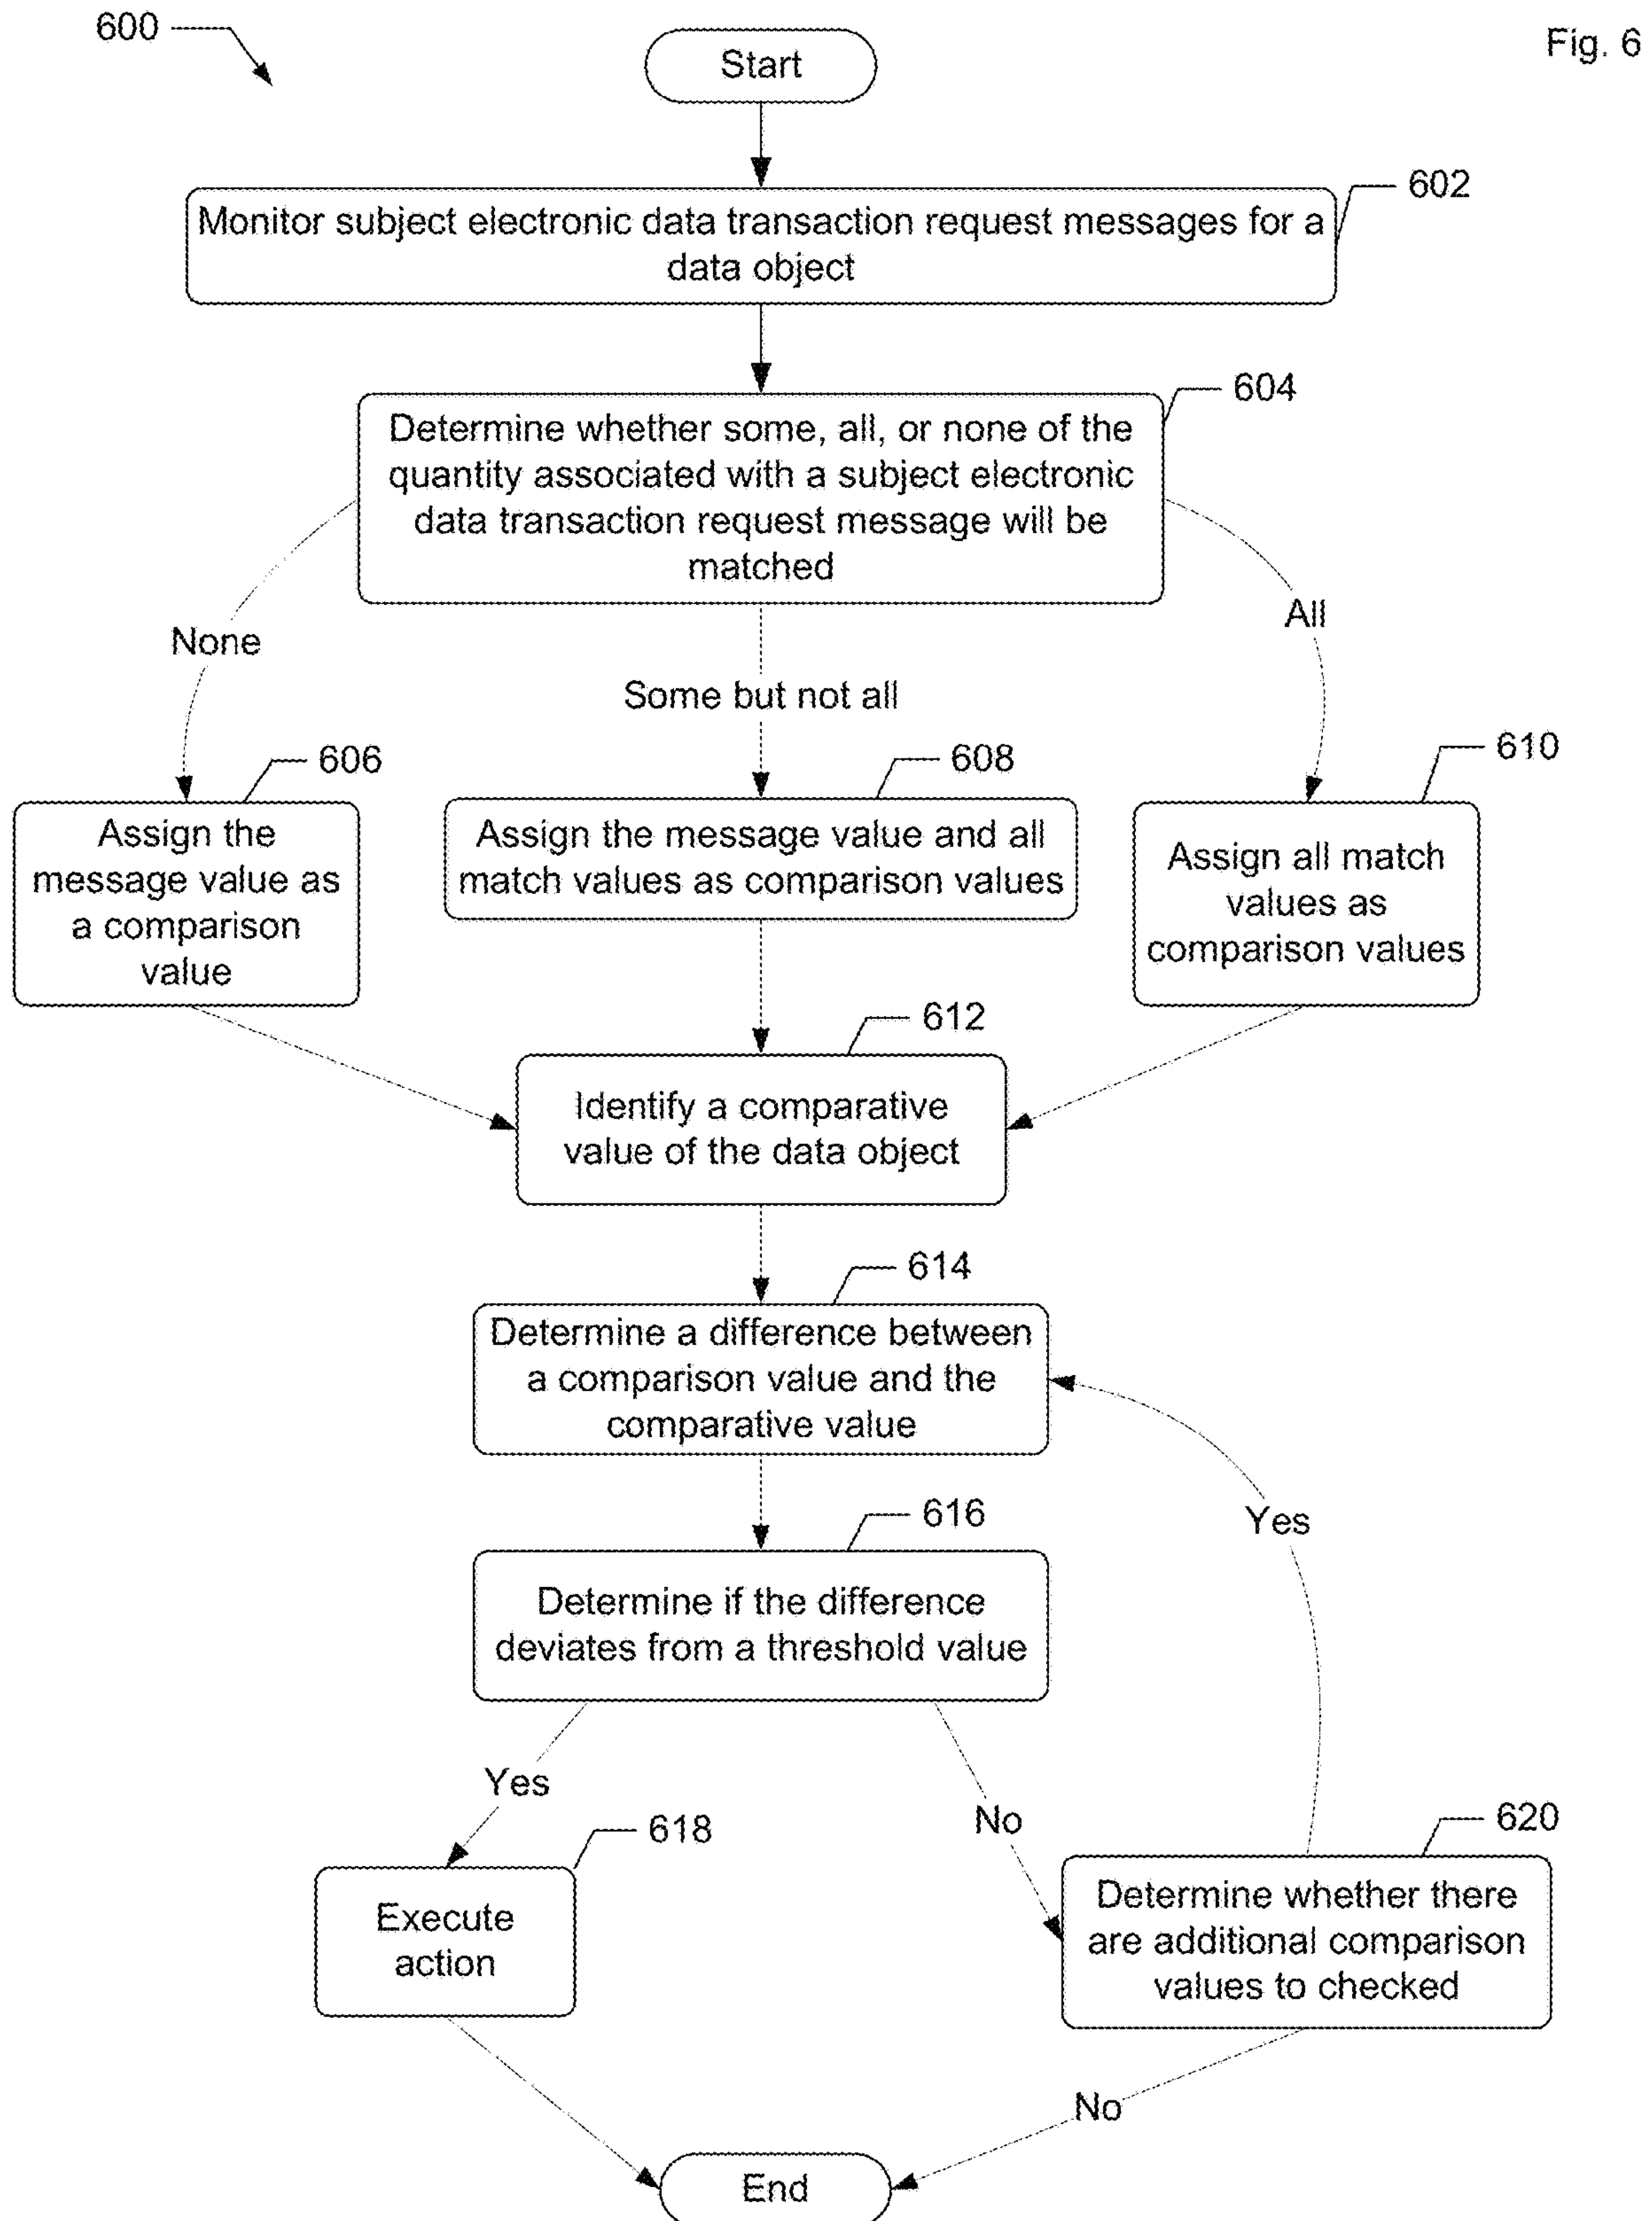 600
Fig. 6
Start
602
Monitor subject electronic data transaction request messages for a
data object
604
Determine whether some, all, or none of the
quantity associated with a subject electronic
data transaction request message will be
matched
None
All
Some but not all
606
608
610
Assign the
message value as
a comparison
value
Assign the message value and all
match values as comparison values
Assign all match
values as
comparison values
612
Identify a comparative
value of the data object
614
Determine a difference between
a comparison value and the
comparative value
616
Yes
Determine if the difference
deviates from a threshold value
Yes
No
618
620
Execute
action
Determine whether there
are additional comparison
values to checked
No
End